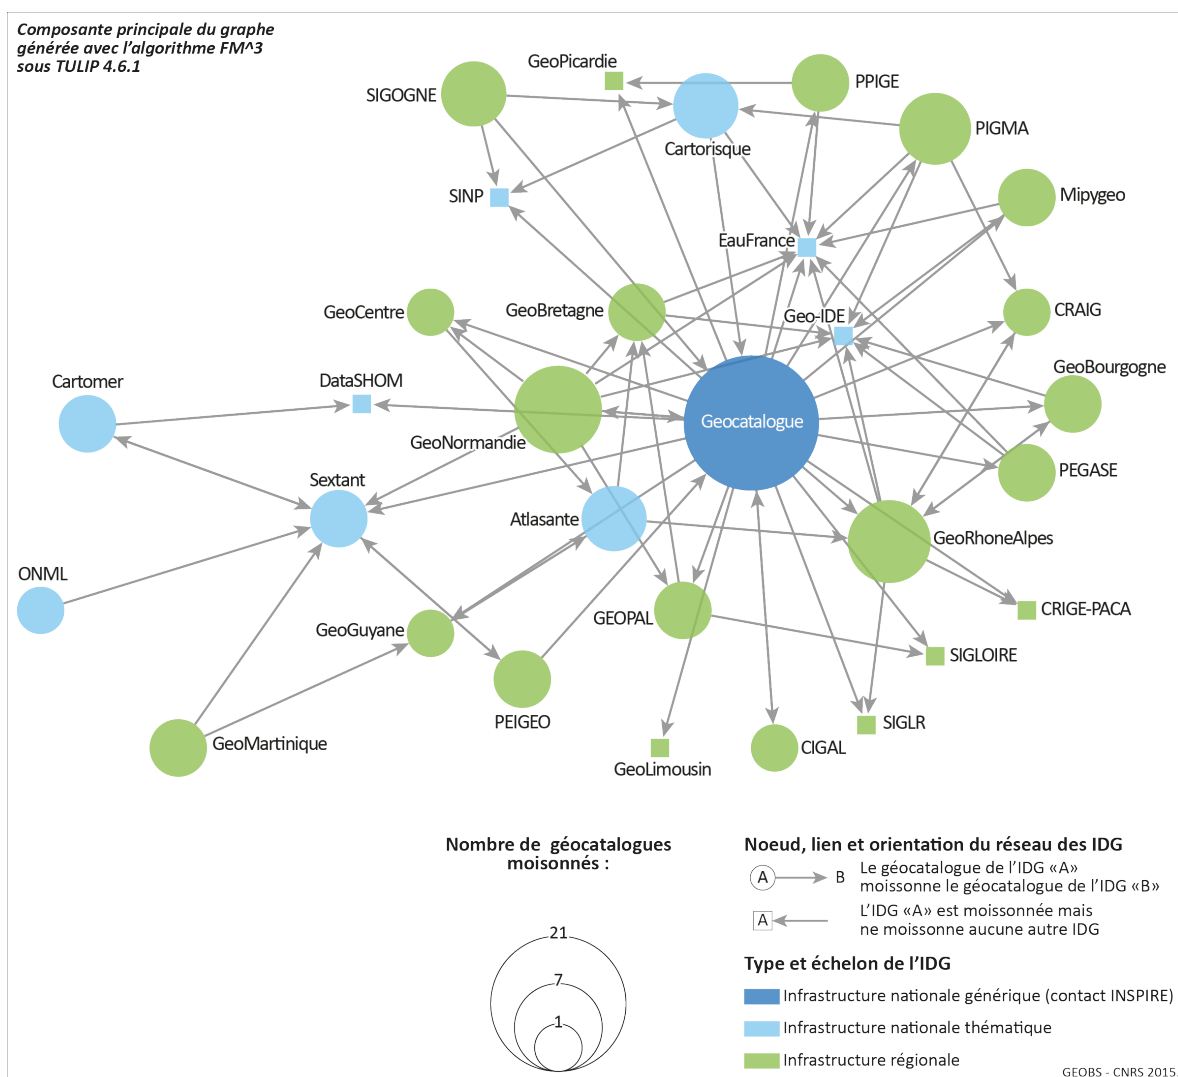 Composante principale du graphe
générée avec l'algorithme FM^3
sous TULIP 4.6.1
GeoPicardie
PPIGE
SIGOGNE
PIGMA
Cartorisque
SINP
Mipygeo
EauFrance
GeoCentre
GeoBretagne
Geo-IDE
CRAIG
Cartomer
DataSHOM
GeoBourgogne
Geocatalogue
GeoNormandie
PEGASE
Sextant
Atlasante
GeoRhoneAlpes
ONML
CRIGE-PACA
GeoGuyane
GEOPAL
SIGLOIRE
PEIGEO
SIGLR
GeoMartinique
CIGAL
GeoLimousin
Nombre de géocatalogues
moisonnés :
21
7
1
Noeud, lien et orientation du réseau des IDG
A
B
Le géocatalogue de l'IDG «A»
moissonne le géocatalogue de l'IDG «B»
A
L'IDG «A» est moissonnée mais
ne moissonne aucune autre IDG
Type et échelon de l'IDG
Infrastructure nationale générique (contact INSPIRE)
Infrastructure nationale thématique
Infrastructure régionale
GEOBS - CNRS 2015.